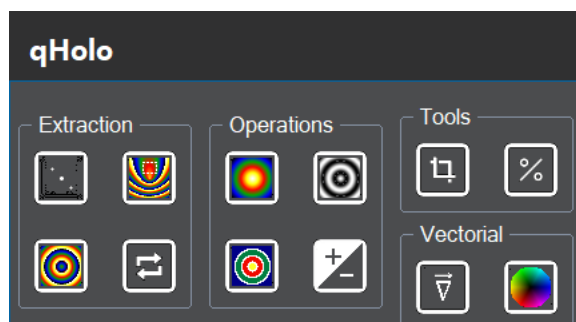 qHolo
Extraction
Operations
Tools
%
+
−
Vectorial
∇